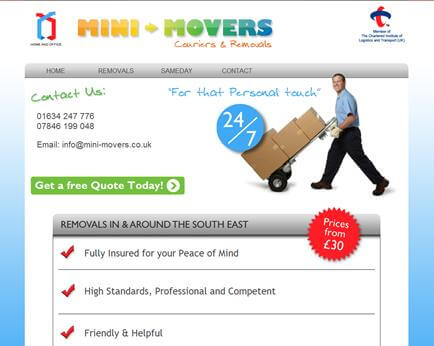 HOME AND OFFICE
MINI MOVERS
Couriers & Removals
Member of
The Chartered Institute of
Logistics and Transport (UK)
HOME REMOVALS SAMEDAY CONTACT
Contact Us:
01634 247 776
07846 199 048
Email: info@mini-movers.co.uk
"For that Personal touch"
24/7
Get a free Quote Today!
REMOVALS IN & AROUND THE SOUTH EAST
Prices
from
£30
Fully Insured for your Peace of Mind
High Standards, Professional and Competent
Friendly & Helpful